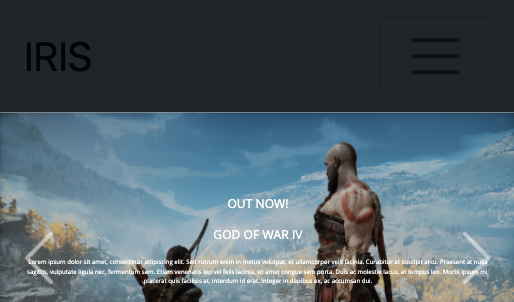 IRIS
OUT NOW!
GOD OF WAR IV
Lorem ipsum dolor sit amet, consectetur adipiscing elit. Sed rutrum enim in metus volutpat, et ullamcorper velit lacinia. Curabitur at suscipit arcu. Praesent at nulla
sagittis, vulputate ligula nec, fermentum sem. Etiam venenatis leo vel felis lacinia, sit amet congue sem porta. Duis ac molestie lacus, at tempus leo. Morbi ipsum mi,
placerat quis facilisis at, interdum id erat. Integer in dapibus ex, ac accumsan dui.